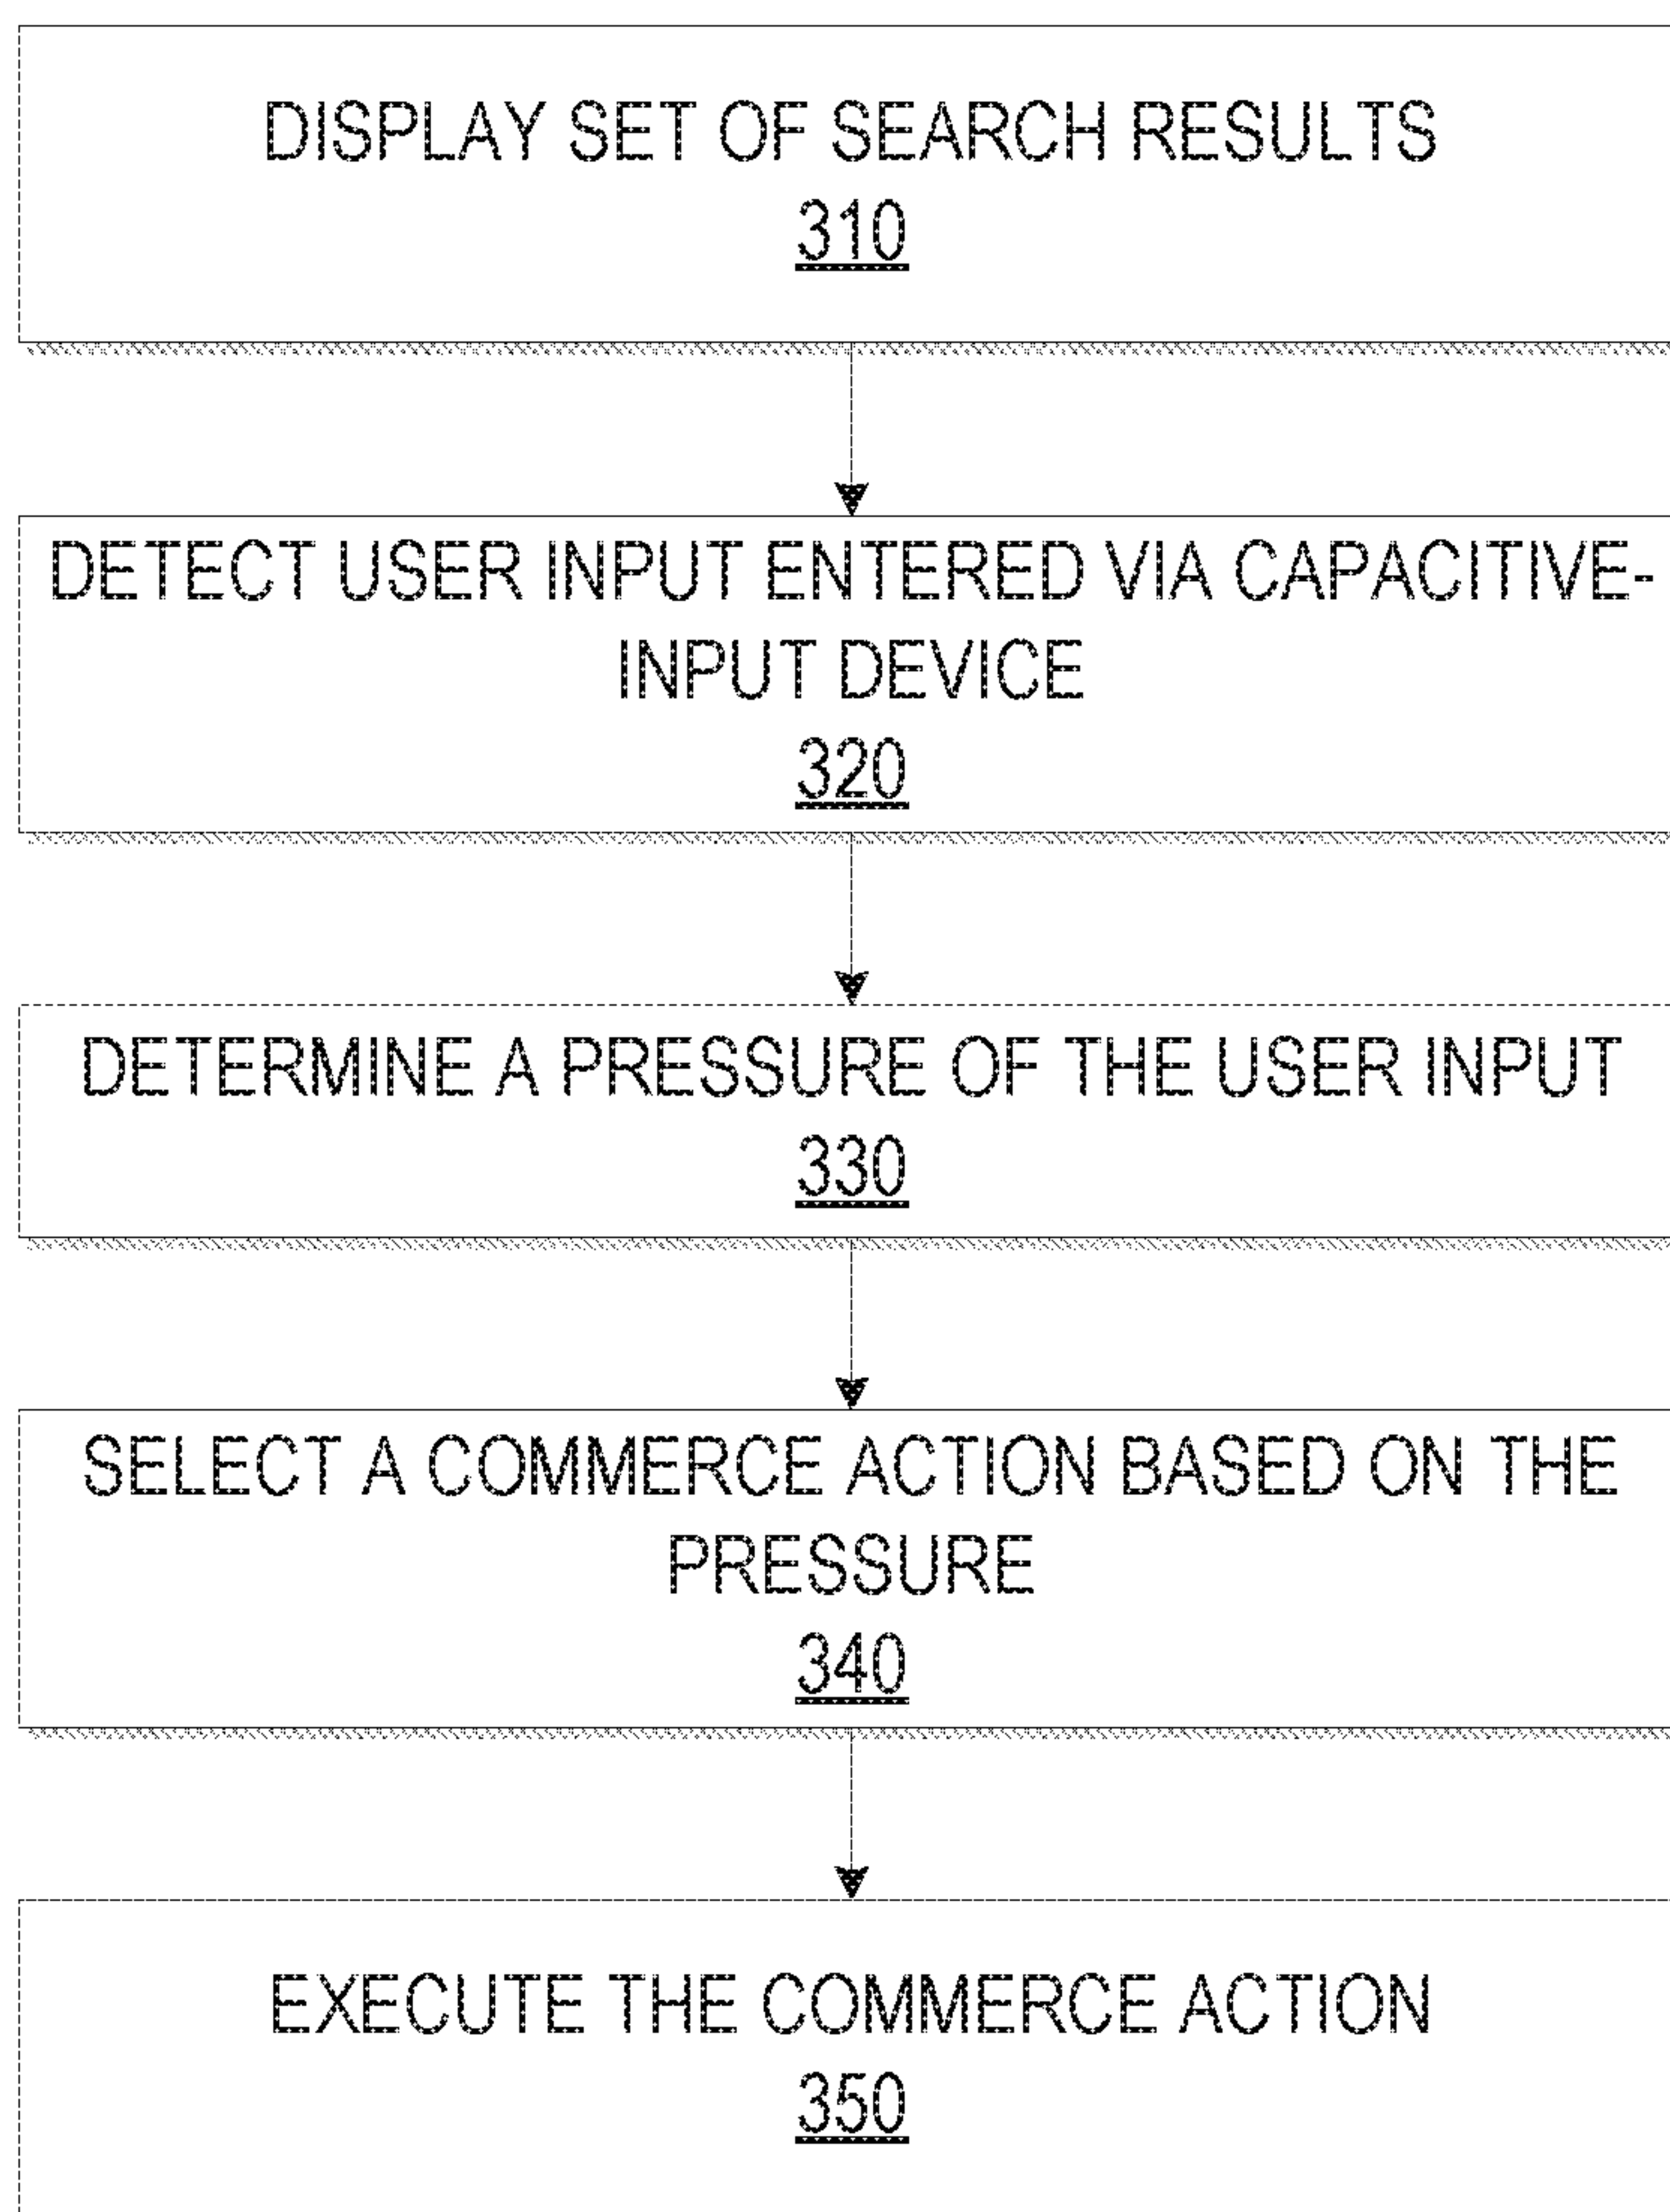 DISPLAY SET OF SEARCH RESULTS
310
DETECT USER INPUT ENTERED VIA CAPACITIVE-
INPUT DEVICE
320
DETERMINE A PRESSURE OF THE USER INPUT
330
SELECT A COMMERCE ACTION BASED ON THE
PRESSURE
340
EXECUTE THE COMMERCE ACTION
350